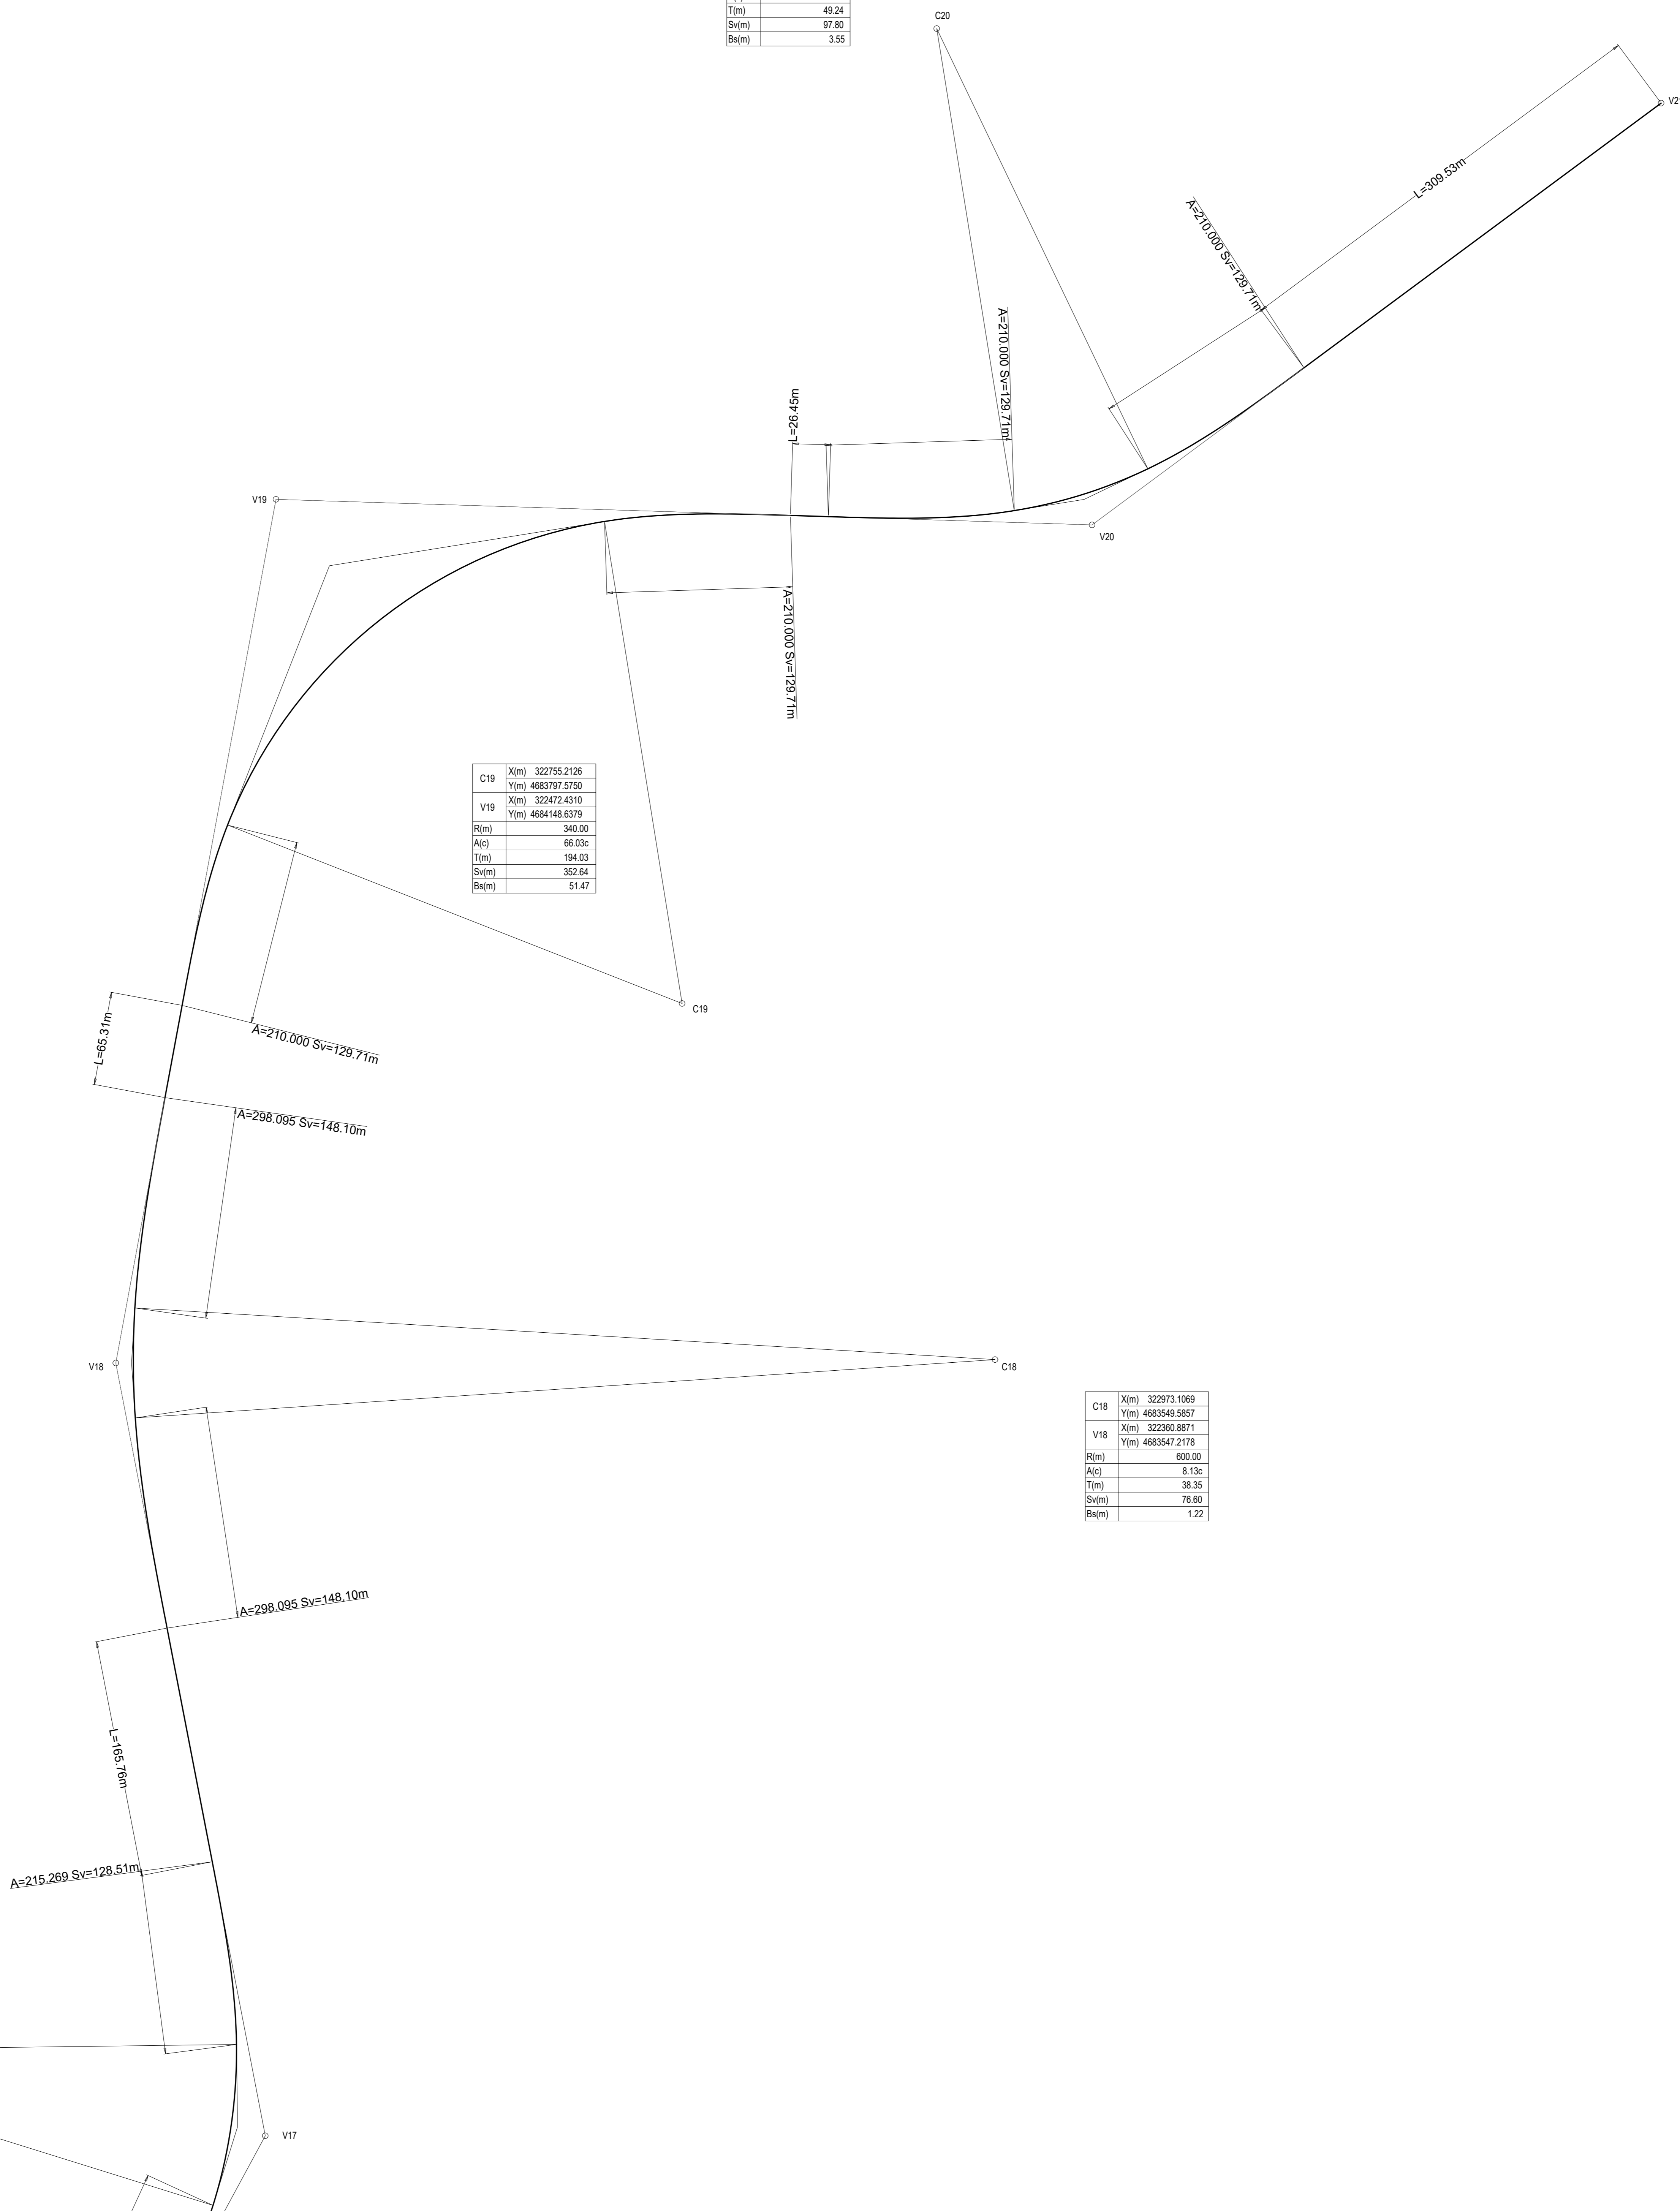 T(m) 49.24
Sv(m) 97.80
Bs(m) 3.55
C20
L=309.53m
A=210.000 Sv=129.71m
A=210.000 Sv=129.71m
L=26.45m
V19
V20
A=210.000 Sv=129.71m
C19 X(m) 322755.2126
Y(m) 4683797.5750
V19 X(m) 322472.4310
Y(m) 4684148.6379
R(m) 340.00
A(c) 66.03c
T(m) 194.03
Sv(m) 352.64
Bs(m) 51.47
C19
L=65.31m
A=210.000 Sv=129.71m
A=298.095 Sv=148.10m
V18
C18
C18 X(m) 322973.1069
Y(m) 4683549.5857
V18 X(m) 322360.8871
Y(m) 4683547.2178
R(m) 600.00
A(c) 8.13c
T(m) 38.35
Sv(m) 76.60
Bs(m) 1.22
A=298.095 Sv=148.10m
L=165.76m
A=215.269 Sv=128.51m
V17